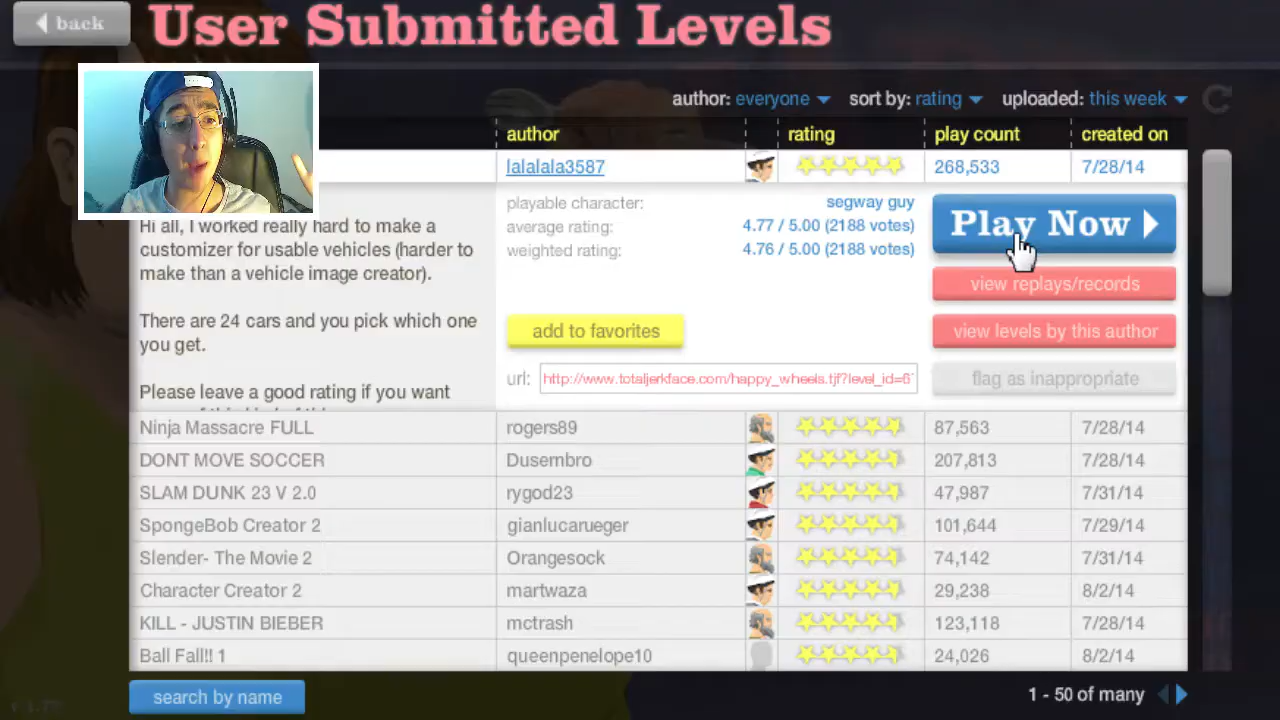 back
User Submitted Levels
author: everyone sort by: rating uploaded: this week
author rating play count created on
lalalala3587 268,533 7/28/14
Hi all, I worked really hard to make a
customizer for usable vehicles (harder to
make than a vehicle image creator).
There are 24 cars and you pick which one
you get.
Please leave a good rating if you want
playable character: segway guy
average rating: 4.77 / 5.00 (2188 votes)
weighted rating: 4.76 / 5.00 (2188 votes)
add to favorites
url: http://www.totaljerkface.com/happy_wheels.tjf?level_id=6
Play Now
view replays/records
view levels by this author
flag as inappropriate
Ninja Massacre FULL rogers89 87,563 7/28/14
DONT MOVE SOCCER Dusembro 207,813 7/28/14
SLAM DUNK 23 V 2.0 rygod23 47,987 7/31/14
SpongeBob Creator 2 gianlucarueger 101,644 7/29/14
Slender- The Movie 2 Orangesock 74,142 7/31/14
Character Creator 2 martwaza 29,238 8/2/14
KILL - JUSTIN BIEBER mctrash 123,118 7/28/14
Ball Fall!! 1 queenpenelope10 24,026 8/2/14
search by name
1 - 50 of many